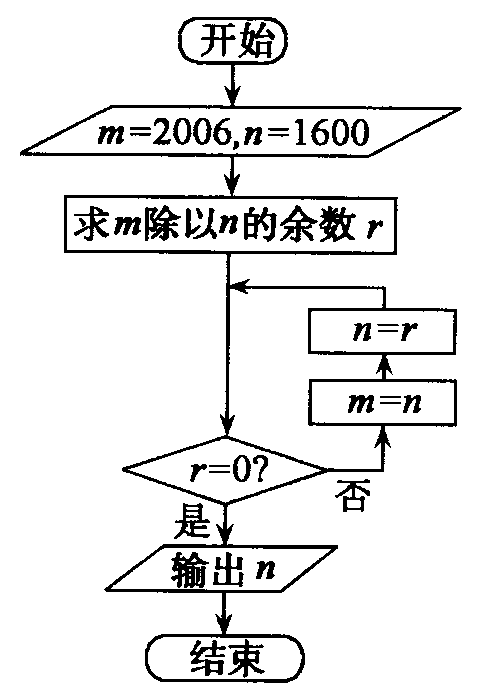 开始
m=2006,n=1600
求m除以n的余数 r
n=r
m=n
r=0?
否
是
输出 n
结束